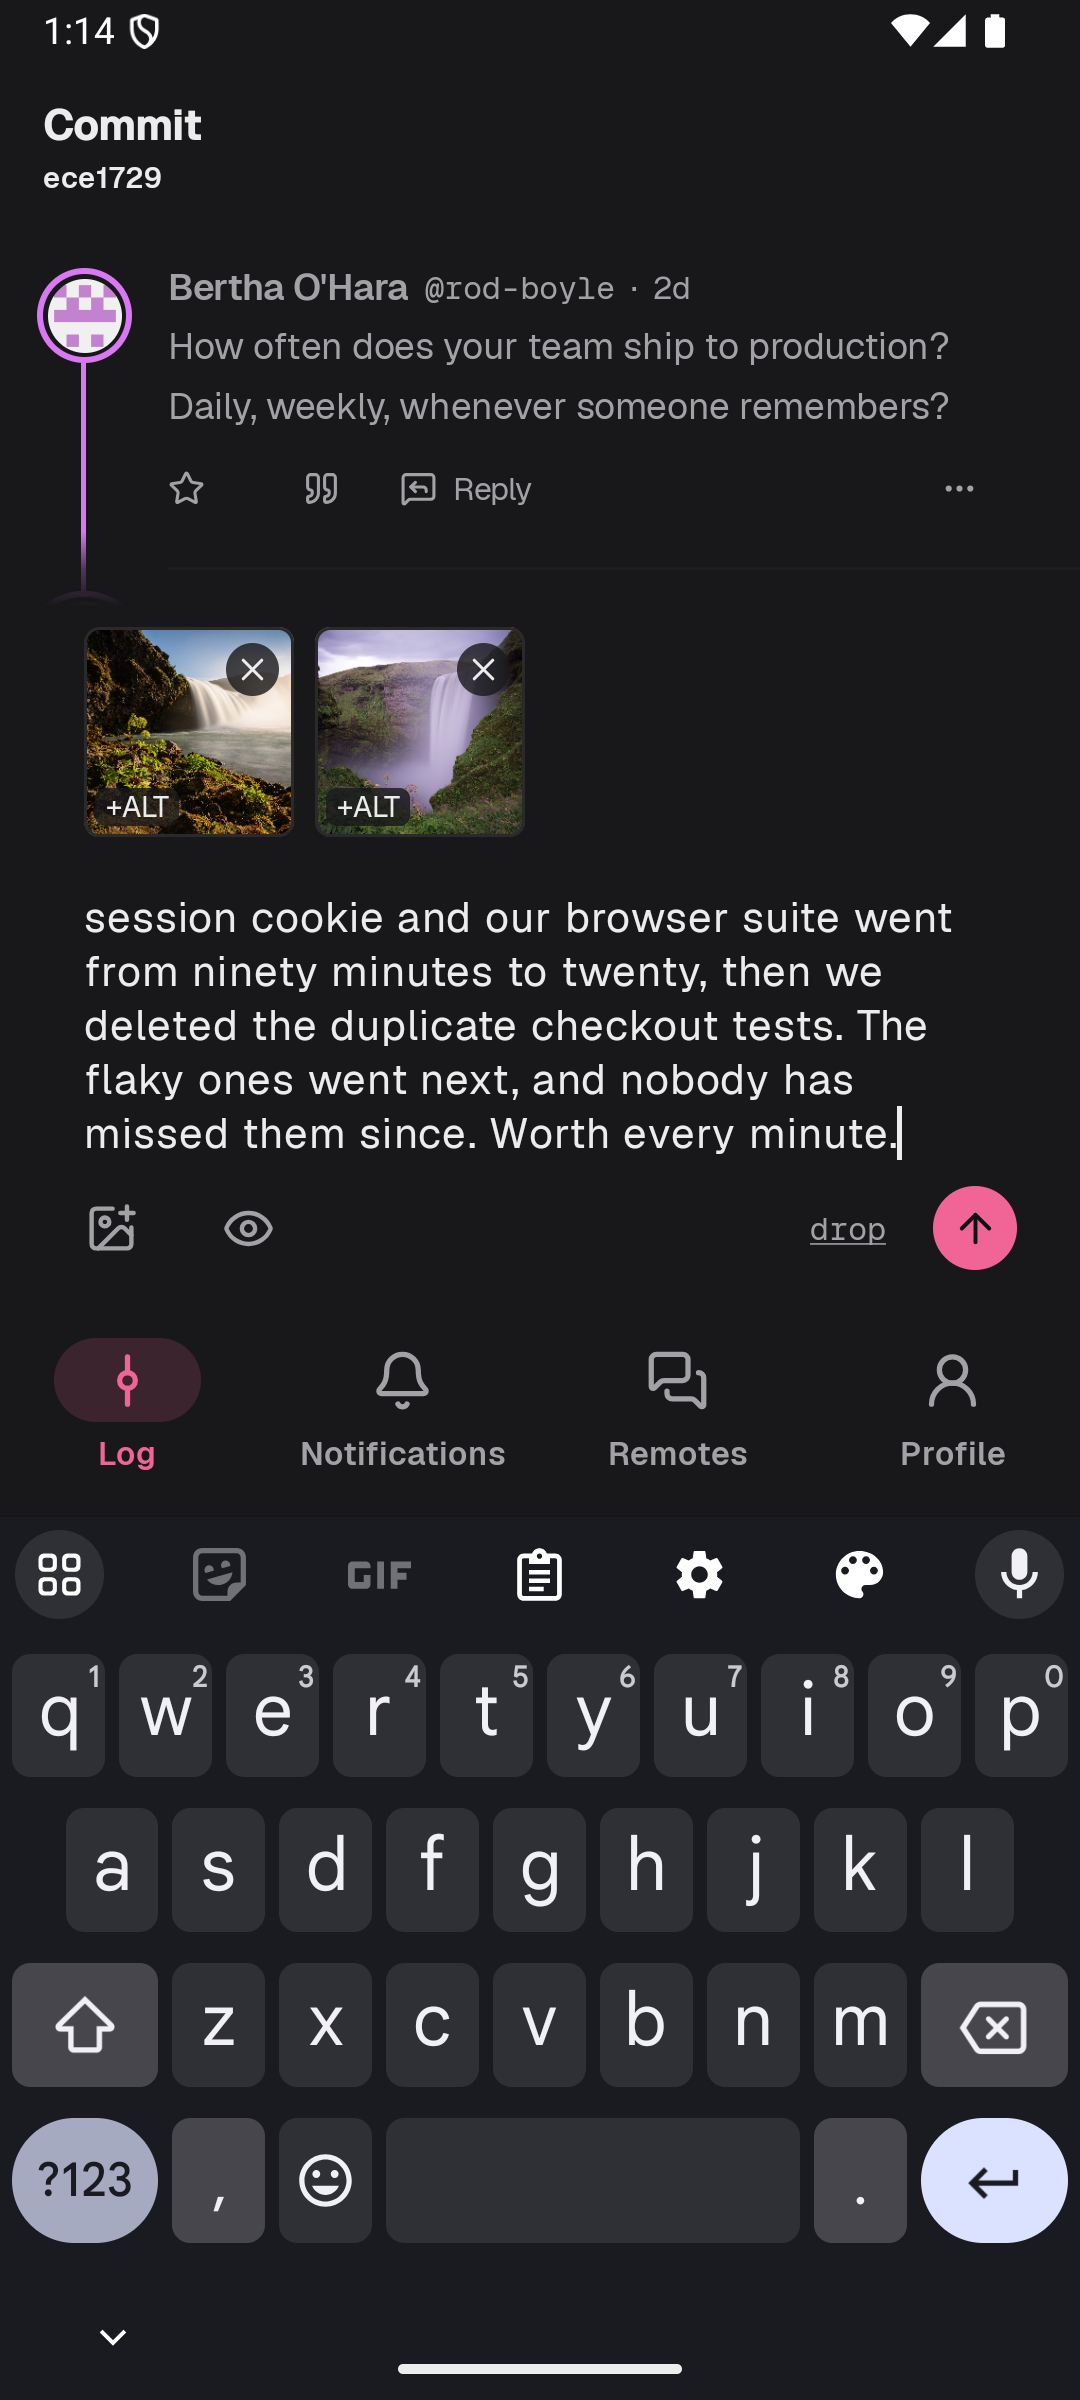 1:14
Commit
ece1729
Bertha O'Hara @rod-boyle · 2d
How often does your team ship to production?
Daily, weekly, whenever someone remembers?
Reply
+ALT +ALT
session cookie and our browser suite went
from ninety minutes to twenty, then we
deleted the duplicate checkout tests. The
flaky ones went next, and nobody has
missed them since. Worth every minute.
drop
Log Notifications Remotes Profile
GIF
q1 w2 e3 r4 t5 y6 u7 i8 o9 p0
a s d f g h j k l
z x c v b n m
?123 , .